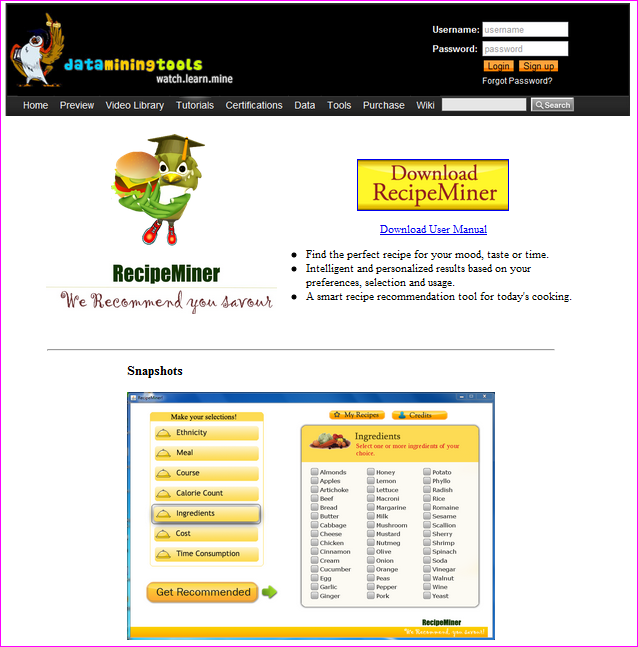 Username: username
Password: password
Login Sign up
Forgot Password?
dataminingtools
watch.learn.mine
Home Preview Video Library Tutorials Certifications Data Tools Purchase Wiki Search
Download
RecipeMiner
Download User Manual
RecipeMiner
We Recommend you savour
Find the perfect recipe for your mood, taste or time.
Intelligent and personalized results based on your
preferences, selection and usage.
A smart recipe recommendation tool for today's cooking.
Snapshots
RecipeMiner
Make your selections!
Ethnicity
Meal
Course
Calorie Count
Ingredients
Cost
Time Consumption
Get Recommended
My Recipes Credits
Ingredients
Select one or more ingredients of your
choice.
Almonds Honey Potato
Apples Lemon Phyllo
Artichoke Lettuce Radish
Beef Macroni Rice
Bread Margarine Romaine
Butter Milk Sesame
Cabbage Mushroom Scallion
Cheese Mustard Sherry
Chicken Nutmeg Shrimp
Cinnamon Olive Spinach
Cream Onion Soda
Cucumber Orange Vinegar
Egg Peas Walnut
Garlic Pepper Wine
Ginger Pork Yeast
RecipeMiner
We Recommend, you savour!